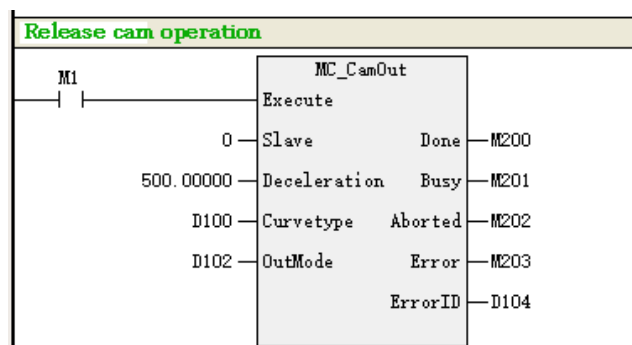 Release cam operation
MC_CamOut
M1
Execute
0 Slave Done M200
500.00000 Deceleration Busy M201
D100 Curvetype Aborted M202
D102 OutMode Error M203
ErrorID D104